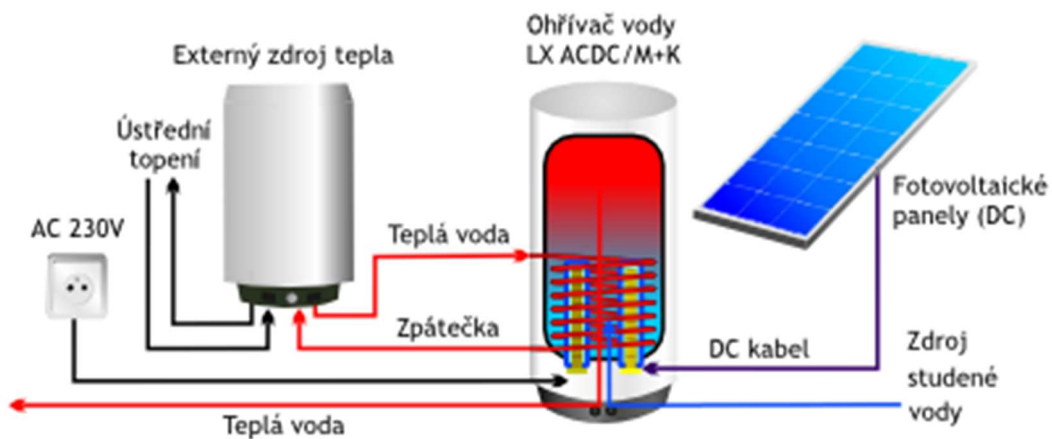 Ohřívač vody
LX ACDC/M+K
Externý zdroj tepla
Ústřední
topení
AC 230V
Teplá voda
Fotovoltaické
panely (DC)
Zpátečka
DC kabel
Zdroj
studené
vody
Teplá voda